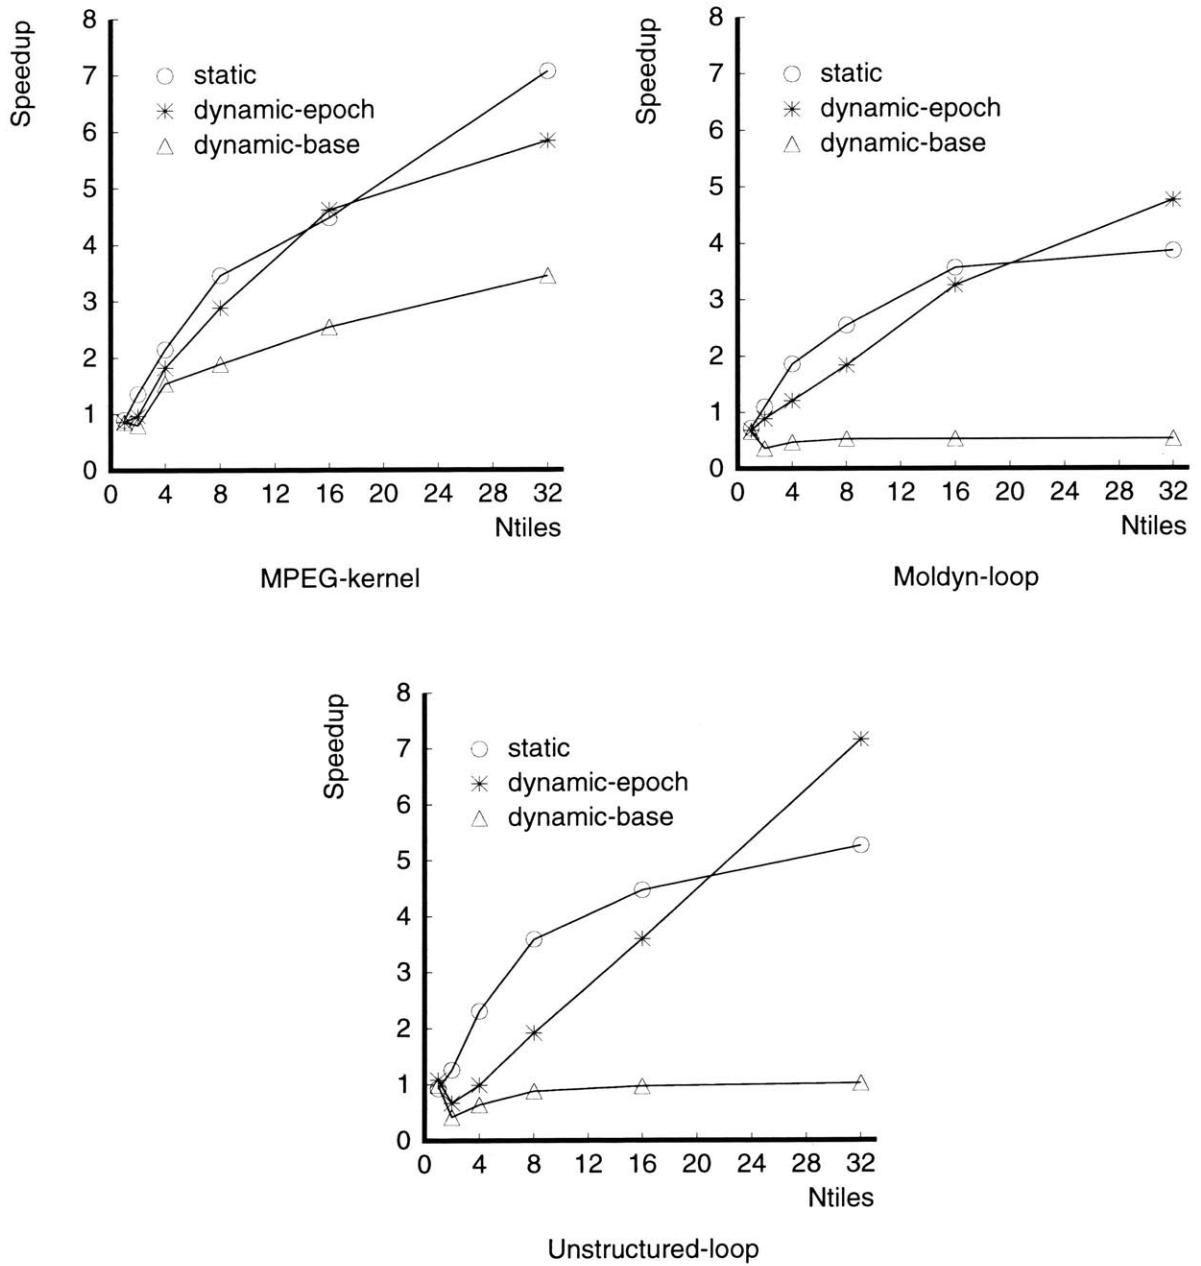 Speedup
8
7
6
5
4
3
2
1
0
static
dynamic-epoch
dynamic-base
0 4 8 12 16 20 24 28 32
Ntiles
MPEG-kernel
Speedup
8
7
6
5
4
3
2
1
0
static
dynamic-epoch
dynamic-base
0 4 8 12 16 20 24 28 32
Ntiles
Moldyn-loop
Speedup
8
7
6
5
4
3
2
1
0
static
dynamic-epoch
dynamic-base
0 4 8 12 16 20 24 28 32
Ntiles
Unstructured-loop